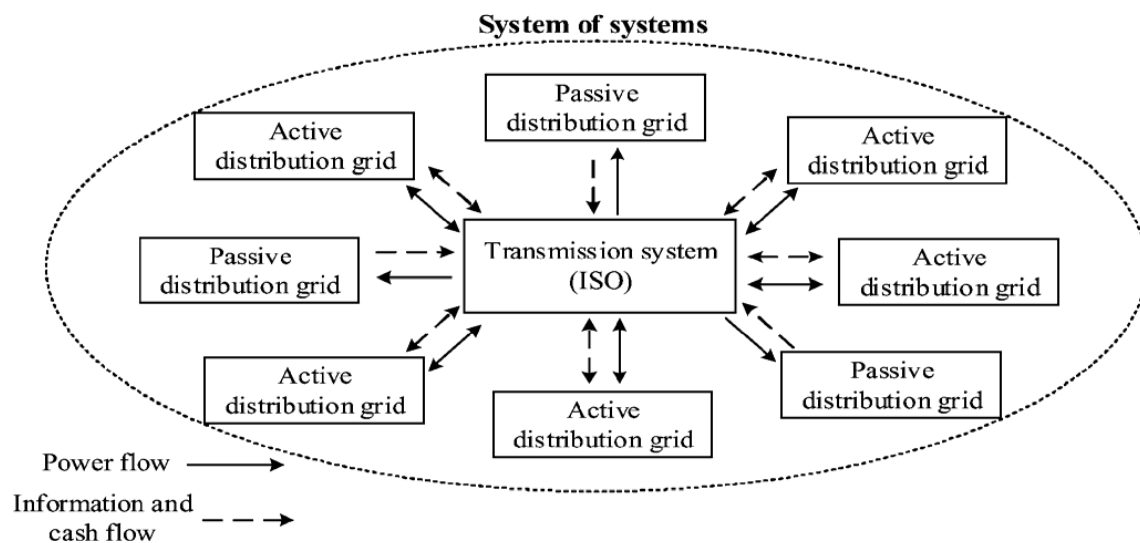 System of systems
Passive
distribution grid
Active
distribution grid
Active
distribution grid
Transmission system
(ISO)
Passive
distribution grid
Active
distribution grid
Active
distribution grid
Active
distribution grid
Passive
distribution grid
Power flow
Information and
cash flow